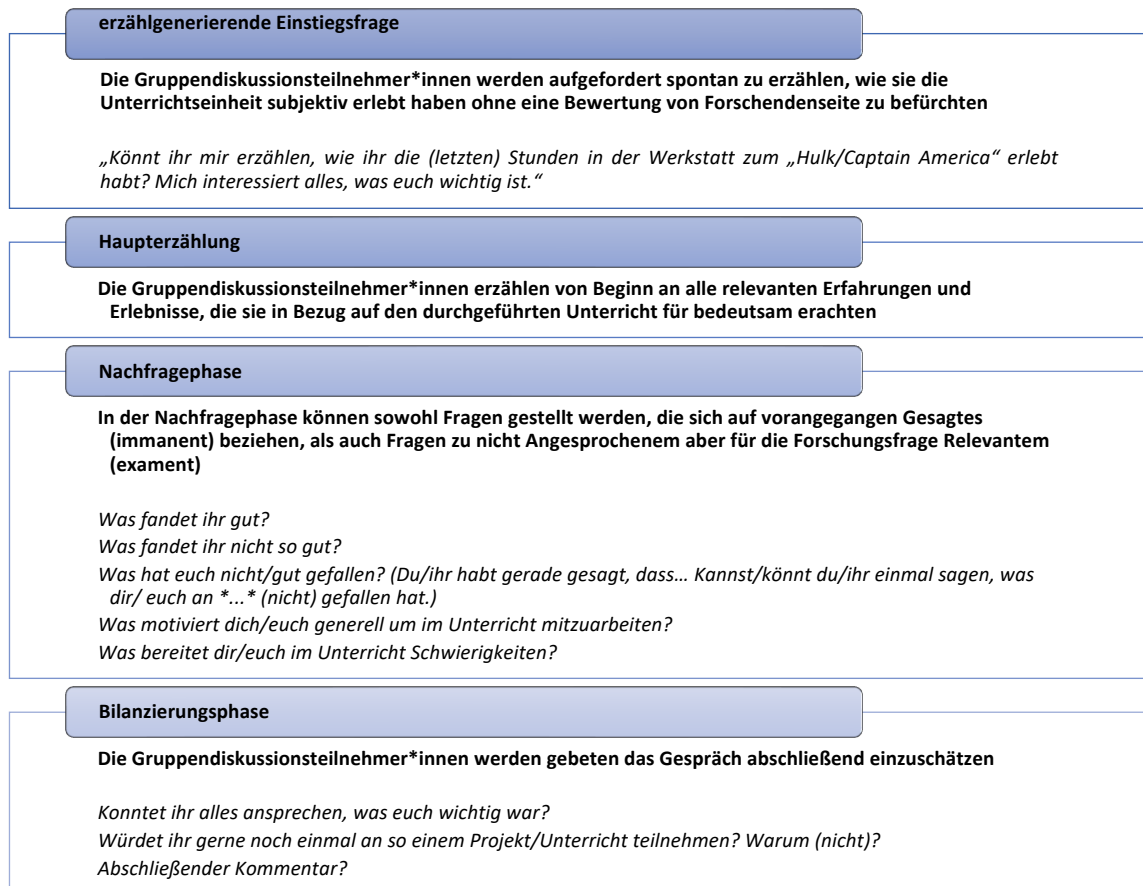 erzählgenerierende Einstiegsfrage
Die Gruppendiskussionsteilnehmer*innen werden aufgefordert spontan zu erzählen, wie sie die
Unterrichtseinheit subjektiv erlebt haben ohne eine Bewertung von Forschendenseite zu befürchten
„Könnt ihr mir erzählen, wie ihr die (letzten) Stunden in der Werkstatt zum „Hulk/Captain America“ erlebt
habt? Mich interessiert alles, was euch wichtig ist.“
Haupterzählung
Die Gruppendiskussionsteilnehmer*innen erzählen von Beginn an alle relevanten Erfahrungen und
Erlebnisse, die sie in Bezug auf den durchgeführten Unterricht für bedeutsam erachten
Nachfragephase
In der Nachfragephase können sowohl Fragen gestellt werden, die sich auf vorangegangen Gesagtes
(immanent) beziehen, als auch Fragen zu nicht Angesprochenem aber für die Forschungsfrage Relevantem
(exament)
Was fandet ihr gut?
Was fandet ihr nicht so gut?
Was hat euch nicht/gut gefallen? (Du/ihr habt gerade gesagt, dass... Kannst/könnt du/ihr einmal sagen, was
dir/ euch an *...* (nicht) gefallen hat.)
Was motiviert dich/euch generell um im Unterricht mitzuarbeiten?
Was bereitet dir/euch im Unterricht Schwierigkeiten?
Bilanzierungsphase
Die Gruppendiskussionsteilnehmer*innen werden gebeten das Gespräch abschließend einzuschätzen
Konntet ihr alles ansprechen, was euch wichtig war?
Würdet ihr gerne noch einmal an so einem Projekt/Unterricht teilnehmen? Warum (nicht)?
Abschließender Kommentar?